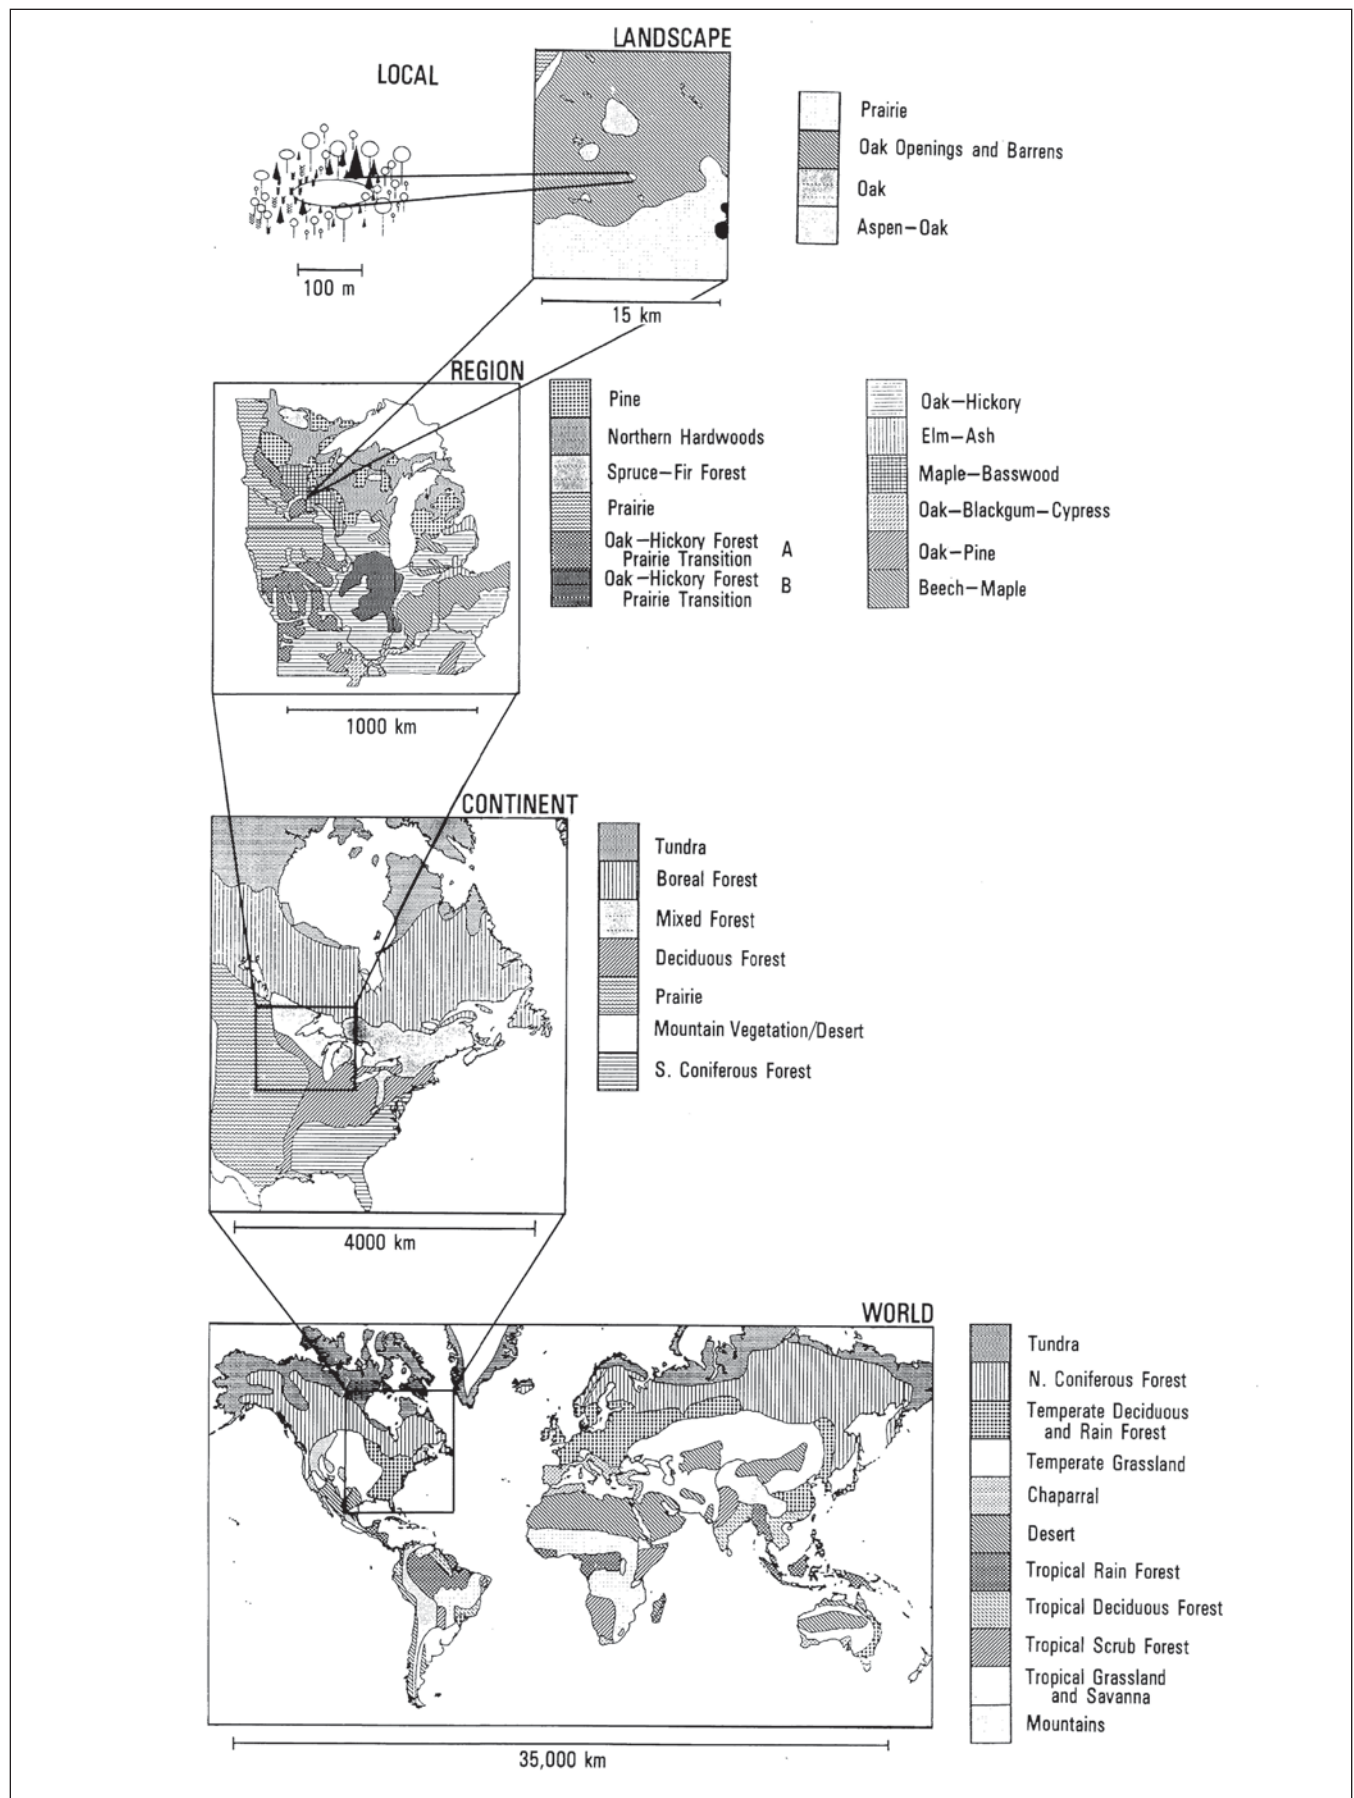 LOCAL
100 m
LANDSCAPE
15 km
Prairie
Oak Openings and Barrens
Oak
Aspen–Oak
REGION
1000 km
Pine
Northern Hardwoods
Spruce–Fir Forest
Prairie
Oak–Hickory Forest
Prairie Transition A
Oak–Hickory Forest
Prairie Transition B
Oak–Hickory
Elm–Ash
Maple–Basswood
Oak–Blackgum–Cypress
Oak–Pine
Beech–Maple
CONTINENT
4000 km
Tundra
Boreal Forest
Mixed Forest
Deciduous Forest
Prairie
Mountain Vegetation/Desert
S. Coniferous Forest
WORLD
35,000 km
Tundra
N. Coniferous Forest
Temperate Deciduous
and Rain Forest
Temperate Grassland
Chaparral
Desert
Tropical Rain Forest
Tropical Deciduous Forest
Tropical Scrub Forest
Tropical Grassland
and Savanna
Mountains